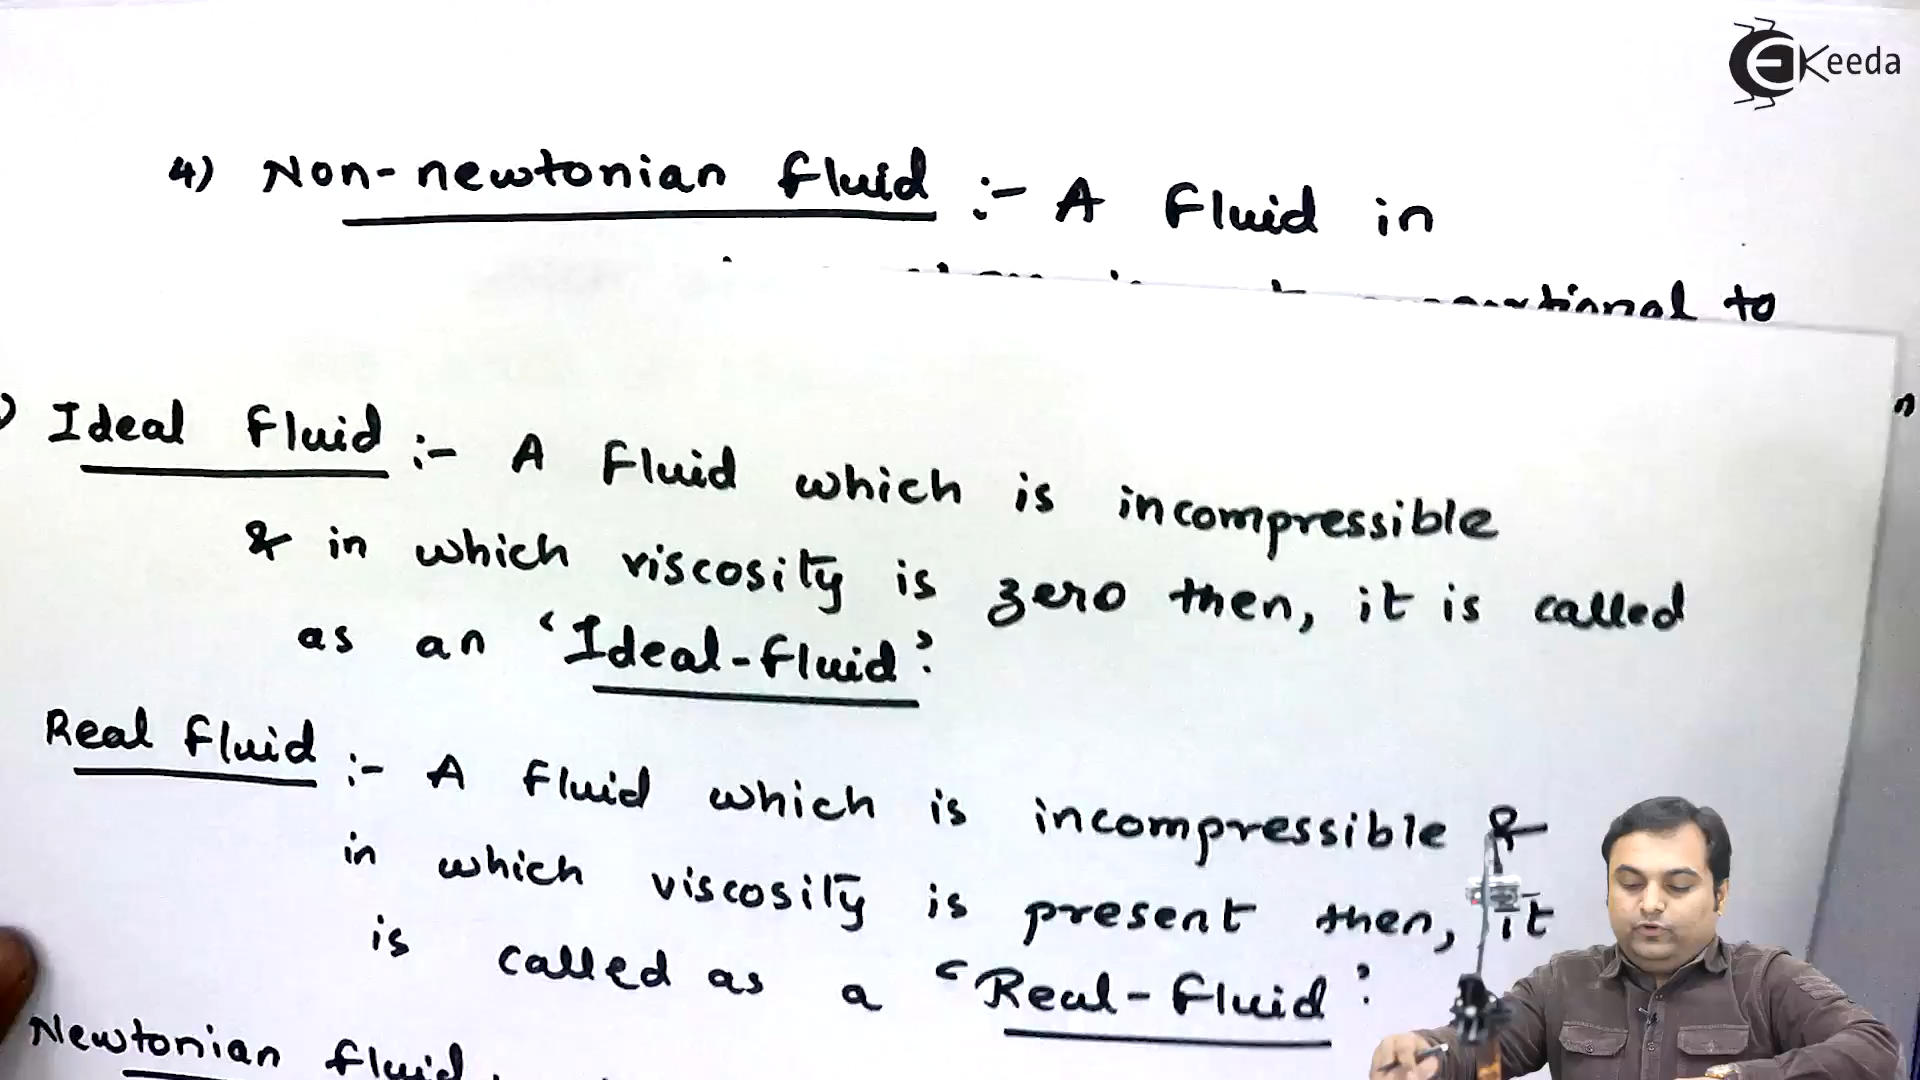 EKeeda
4) Non-newtonian fluid :- A Fluid in
to
Ideal fluid :- A Fluid which is incompressible
& in which viscosity is zero then, it is called
as an 'Ideal-fluid'.
Real fluid :- A fluid which is incompressible &
in which viscosity is present then, it
is called as a 'Real-fluid'.
Newtonian fluid